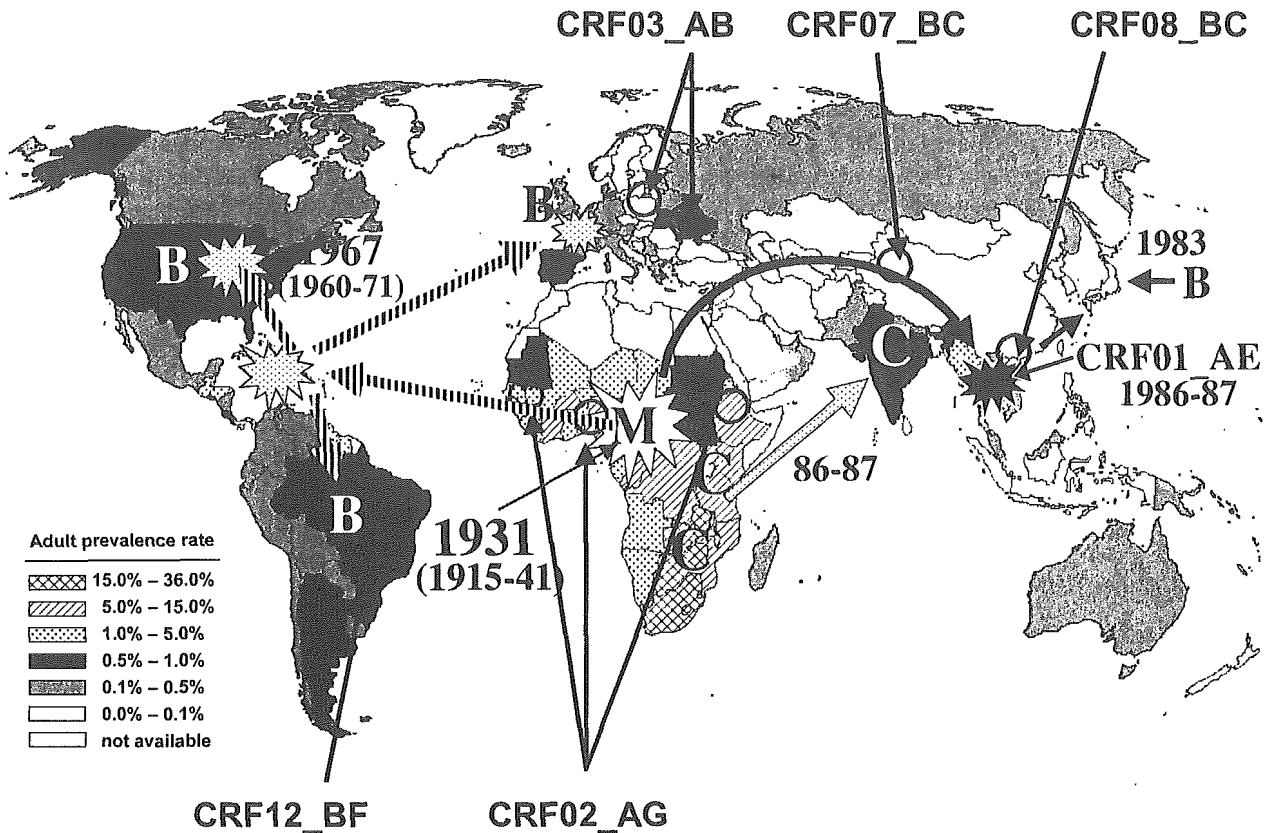 CRF03_AB
CRF07_BC
CRF08_BC
B
1967
(1960-71)
B
1983
B
C
CRF01_AE
1986-87
M
C
86-87
B
1931
(1915-41)
C
Adult prevalence rate
15.0% – 36.0%
5.0% – 15.0%
1.0% – 5.0%
0.5% – 1.0%
0.1% – 0.5%
0.0% – 0.1%
not available
CRF12_BF
CRF02_AG